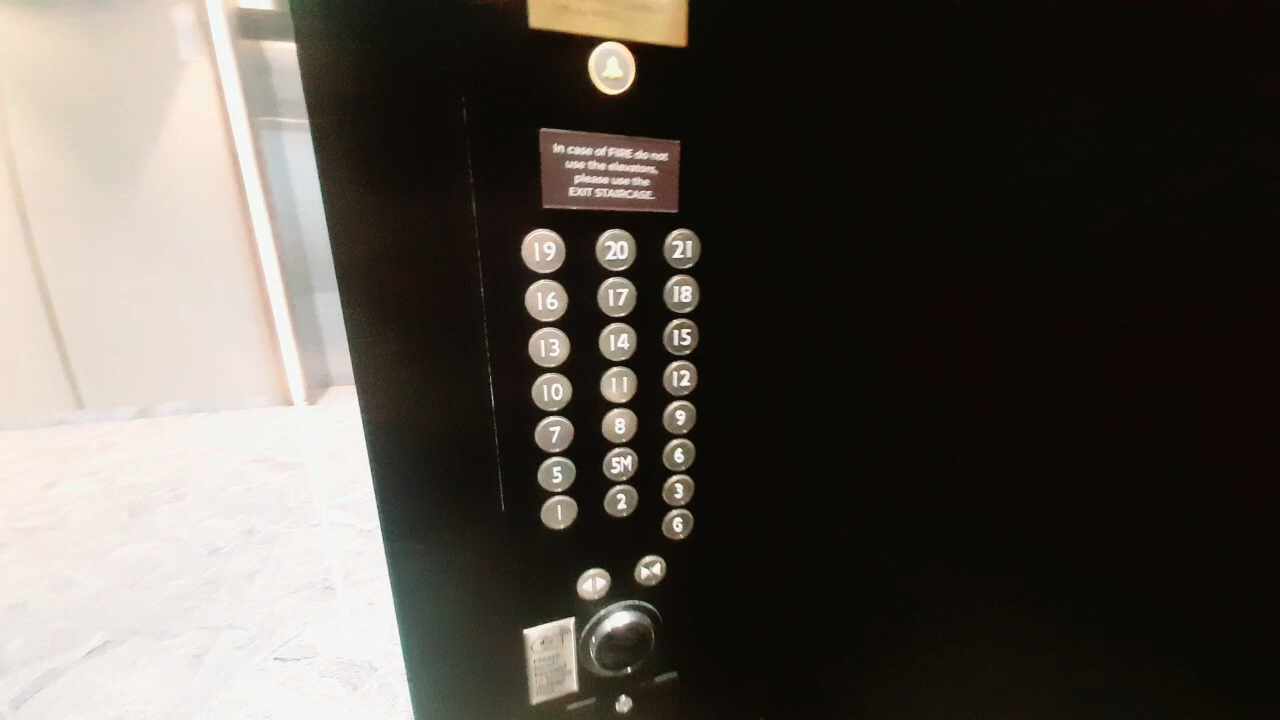 In case of FIRE do not
use the elevators,
please use the
EXIT STAIRCASE.
19 20 21
16 17 18
13 14 15
10 11 12
7 8 9
5 5M 6
1 2 3
6